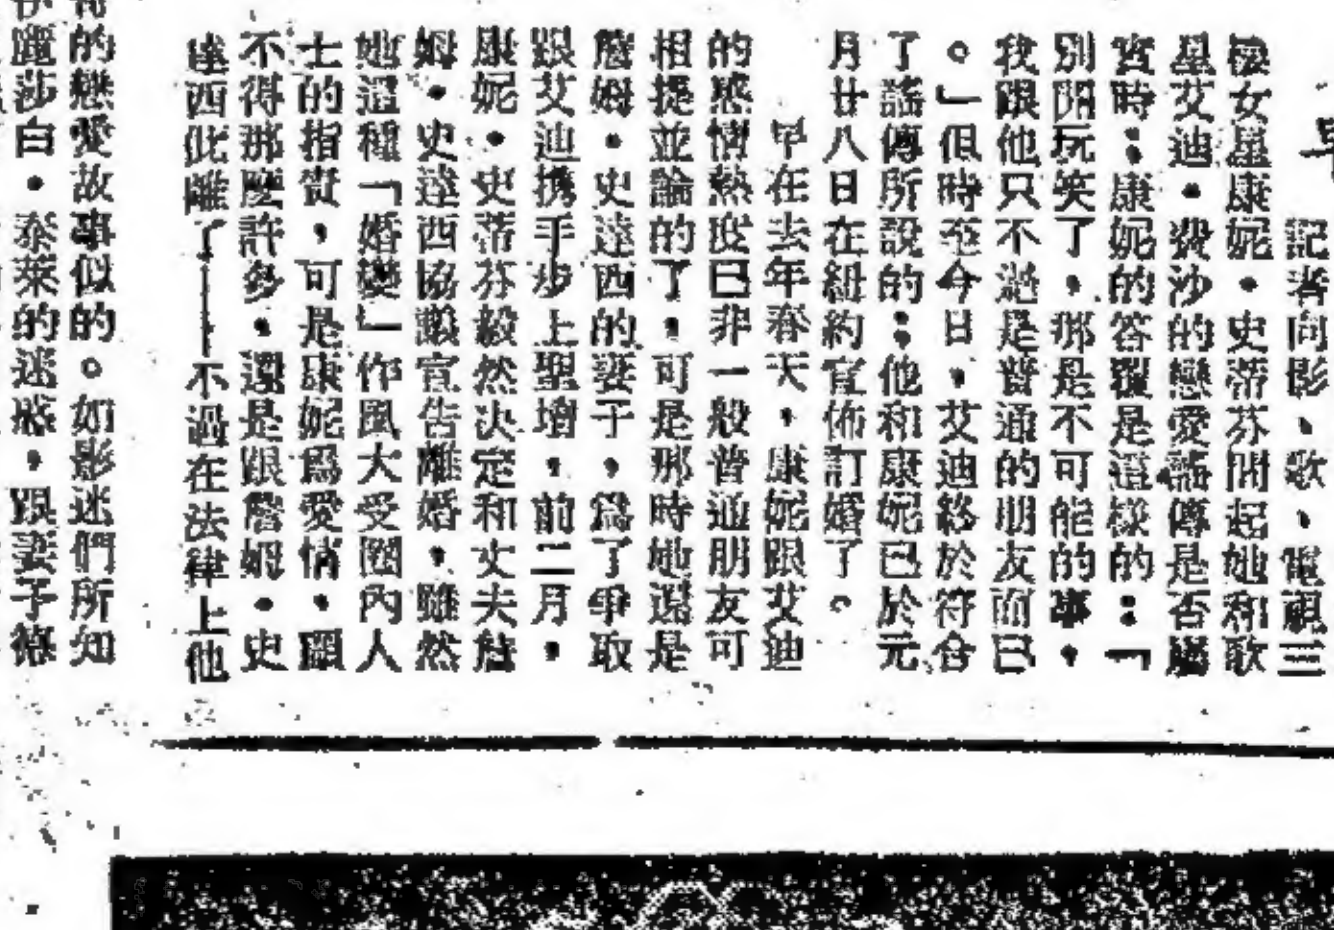 早
記者向影、歌、電視三
棲女星康妮・史蒂芬問起她和歌
星艾迪・費沙的戀愛謠傳是否屬
實時：康妮的答覆是這樣的：「
別開玩笑了，那是不可能的事，
我跟他只不過是普通的朋友而已
。」但時至今日，艾迪終於符合
了謠傳所說的：他和康妮已於元
月廿八日在紐約宣佈訂婚了。
早在去年春天，康妮跟艾迪
的感情熱度已非一般普通朋友可
相提並論的了，可是那時她還是
詹姆・史達西的妻子，爲了爭取
跟艾迪携手步上聖壇，前二月，
康妮・史蒂芬毅然決定和丈夫詹
姆・史達西協議宣告離婚，雖然
她這種「婚變」作風大受圈內人
士的指責，可是康妮爲愛情，顧
不得那麼許多，還是跟詹姆・史
達西仳離了——不過在法律上他
的戀愛故事似的。如影迷們所知
伊麗莎白・泰萊的迷惑，跟妻子